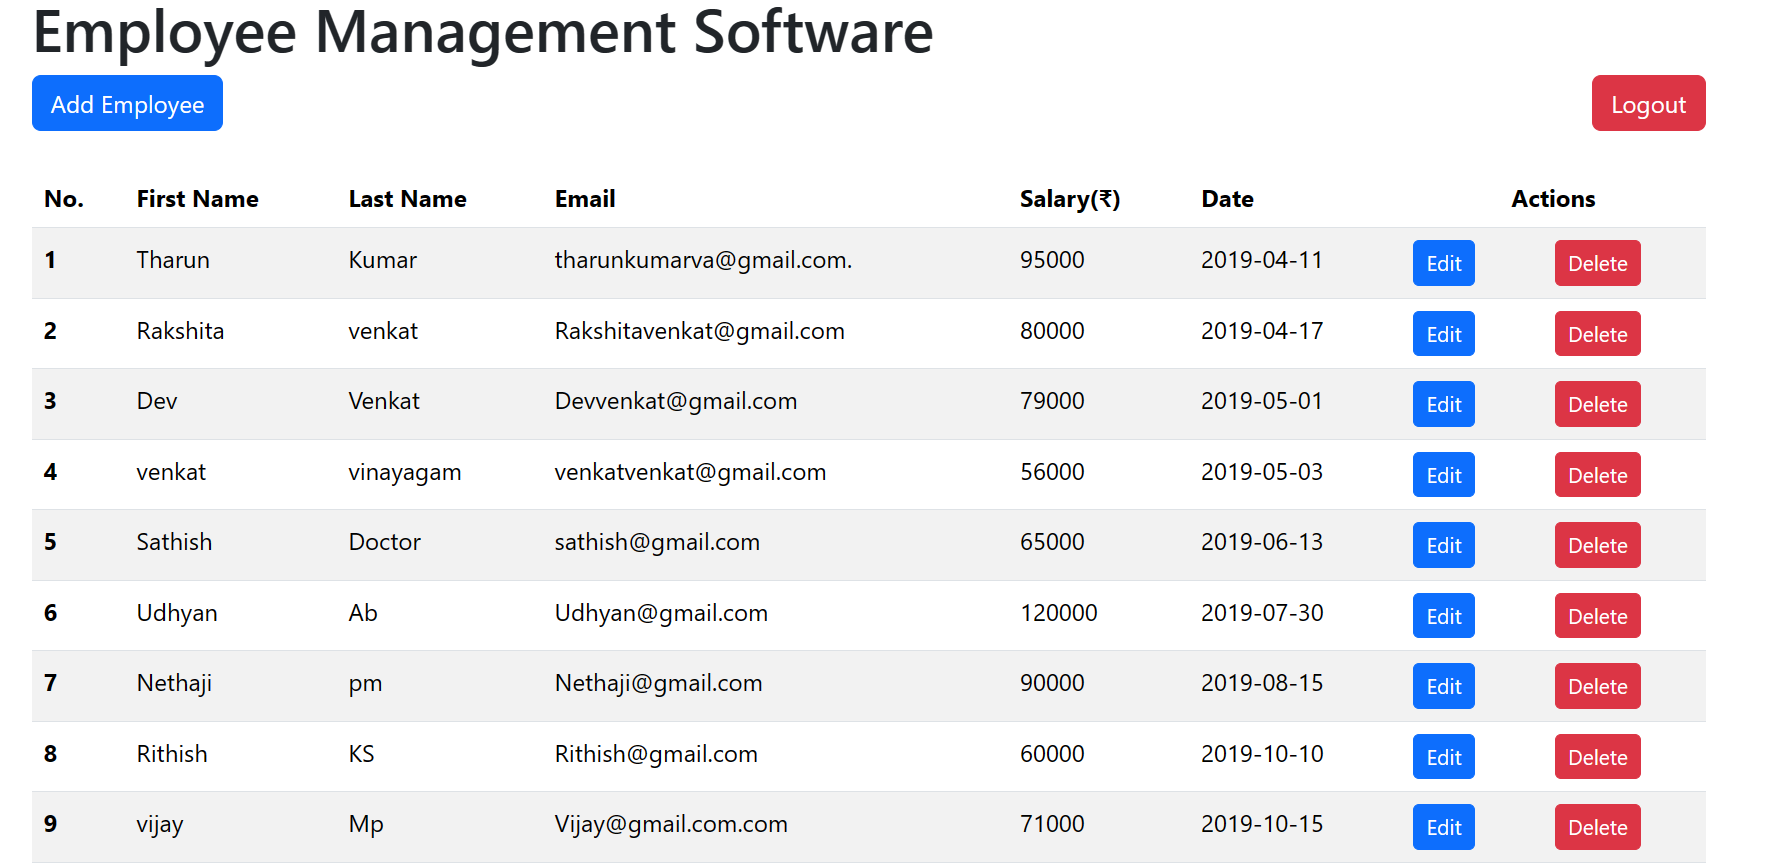 Employee Management Software
Add Employee Logout
No. First Name Last Name Email Salary(₹) Date Actions
1 Tharun Kumar tharunkumarva@gmail.com. 95000 2019-04-11 Edit Delete
2 Rakshita venkat Rakshitavenkat@gmail.com 80000 2019-04-17 Edit Delete
3 Dev Venkat Devvenkat@gmail.com 79000 2019-05-01 Edit Delete
4 venkat vinayagam venkatvenkat@gmail.com 56000 2019-05-03 Edit Delete
5 Sathish Doctor sathish@gmail.com 65000 2019-06-13 Edit Delete
6 Udhyan Ab Udhyan@gmail.com 120000 2019-07-30 Edit Delete
7 Nethaji pm Nethaji@gmail.com 90000 2019-08-15 Edit Delete
8 Rithish KS Rithish@gmail.com 60000 2019-10-10 Edit Delete
9 vijay Mp Vijay@gmail.com.com 71000 2019-10-15 Edit Delete